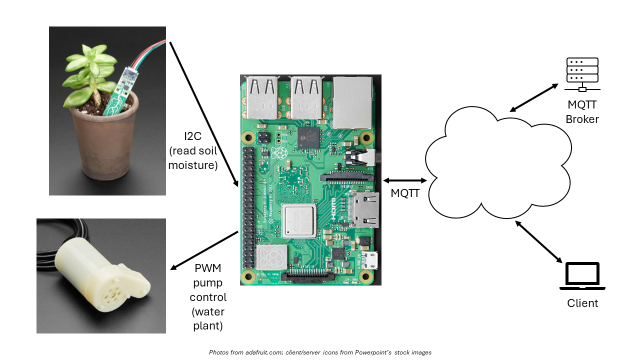 I2C
(read soil
moisture)
HDMI
MQTT
MQTT
Broker
PWM
pump
control
(water
plant)
Client
Photos from adafruit.com; client/server icons from Powerpoint's stock images